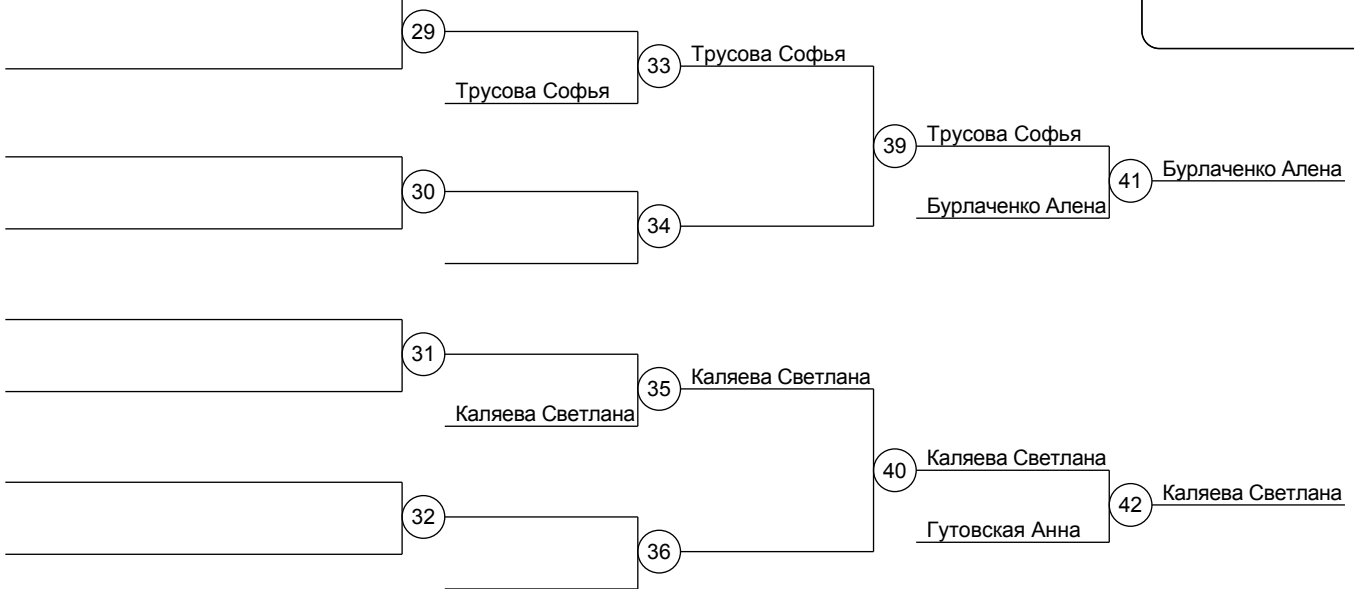 29
Трусова Софья
33
Трусова Софья
39
Трусова Софья
Бурлаченко Алена
41
Бурлаченко Алена
30
34
31
Каляева Светлана
35
Каляева Светлана
40
Каляева Светлана
Гутовская Анна
42
Каляева Светлана
32
36